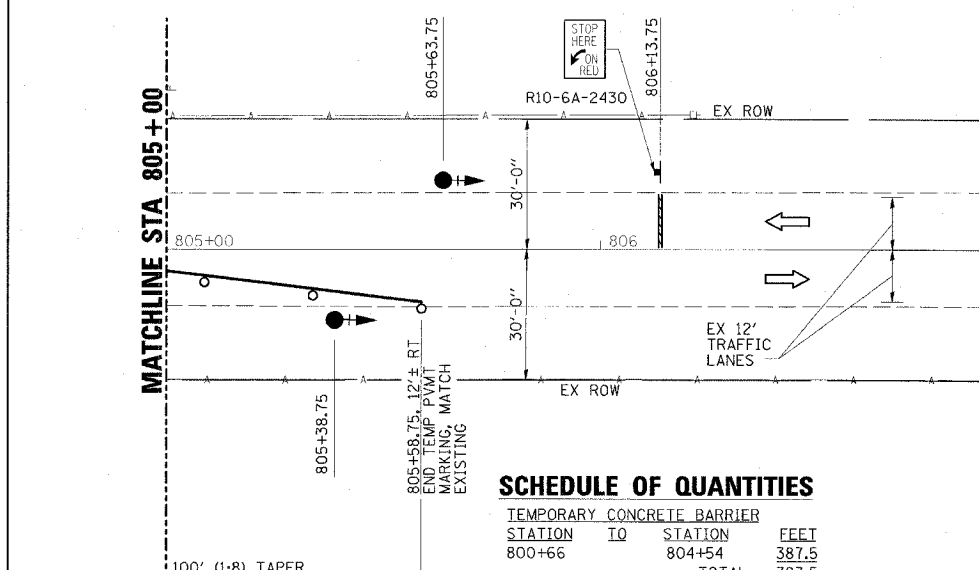 MATCHLINE STA 805+00
805+63.75
STOP
HERE
ON
RED
R10-6A-2430
806+13.75
EX ROW
30'-0"
805+00
806
30'-0"
EX 12'
TRAFFIC
LANES
EX ROW
805+38.75
805+58.75, 12'± RT
END TEMP PVMT
MARKING, MATCH
EXISTING
SCHEDULE OF QUANTITIES
TEMPORARY CONCRETE BARRIER
STATION TO STATION FEET
800+66 804+54 387.5
TOTAL
100' (1:8) TAPER